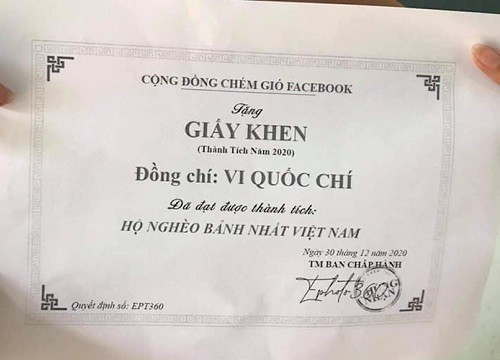 CỘNG ĐỒNG CHÉM GIÓ FACEBOOK
Tặng
GIẤY KHEN
(Thành Tích Năm 2020)
Đồng chí: VI QUỐC CHÍ
Đã đạt được thành tích:
HỘ NGHÈO BẢNH NHẤT VIỆT NAM
Ngày 30 tháng 12 năm 2020
TM BAN CHẤP HÀNH
Ephoto360
Quyết định số: EPT360